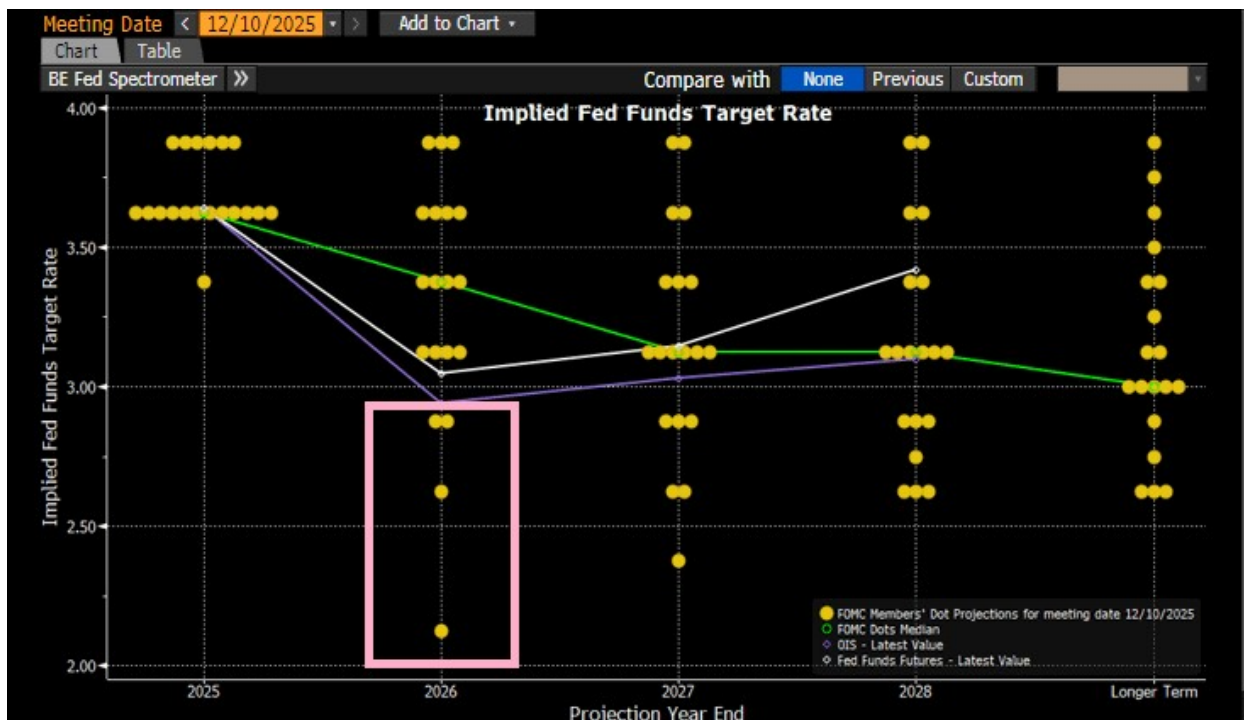 Meeting Date < 12/10/2025 > Add to Chart
Chart Table
BE Fed Spectrometer » Compare with None Previous Custom
Implied Fed Funds Target Rate
4.00
3.50
3.00
2.50
2.00
Implied Fed Funds Target Rate
FOMC Members' Dot Projections for meeting date 12/10/2025
FOMC Dots Median
OIS - Latest Value
Fed Funds Futures - Latest Value
2025 2026 2027 2028 Longer Term
Projection Year End